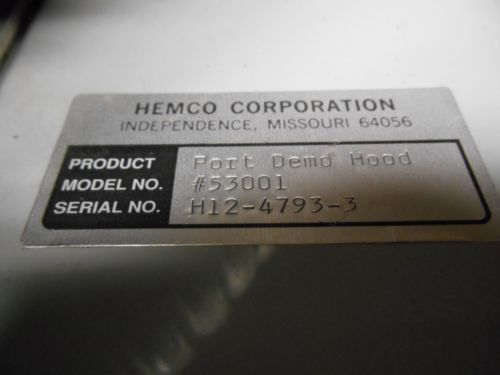 HEMCO CORPORATION
INDEPENDENCE, MISSOURI 64056
PRODUCT Port Demo Hood
MODEL NO. #53001
SERIAL NO. H12-4793-3